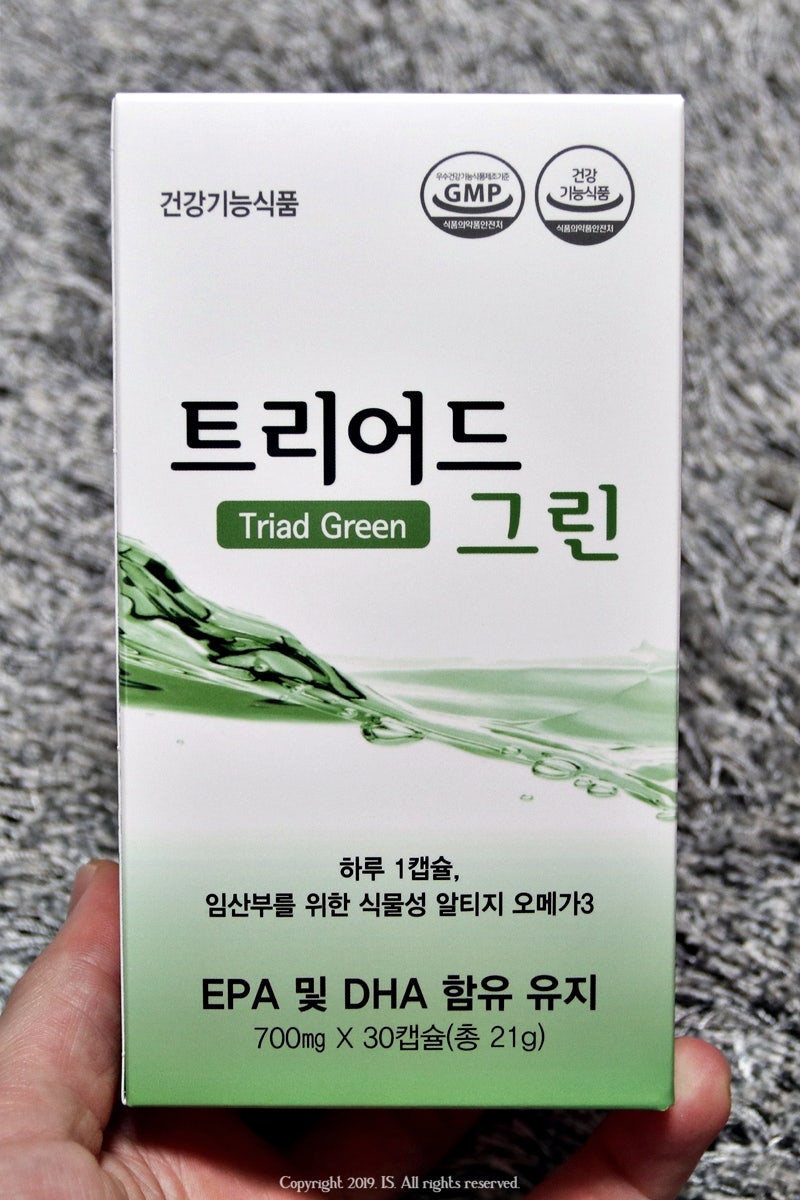 건강기능식품
우수건강기능식품제조기준
GMP
식품의약품안전처
건강
기능식품
식품의약품안전처
트리어드
Triad Green
그린
하루 1캡슐,
임산부를 위한 식물성 알티지 오메가3
EPA 및 DHA 함유 유지
700㎎ X 30캡슐(총 21g)
Copyright 2019. IS. All rights reserved.